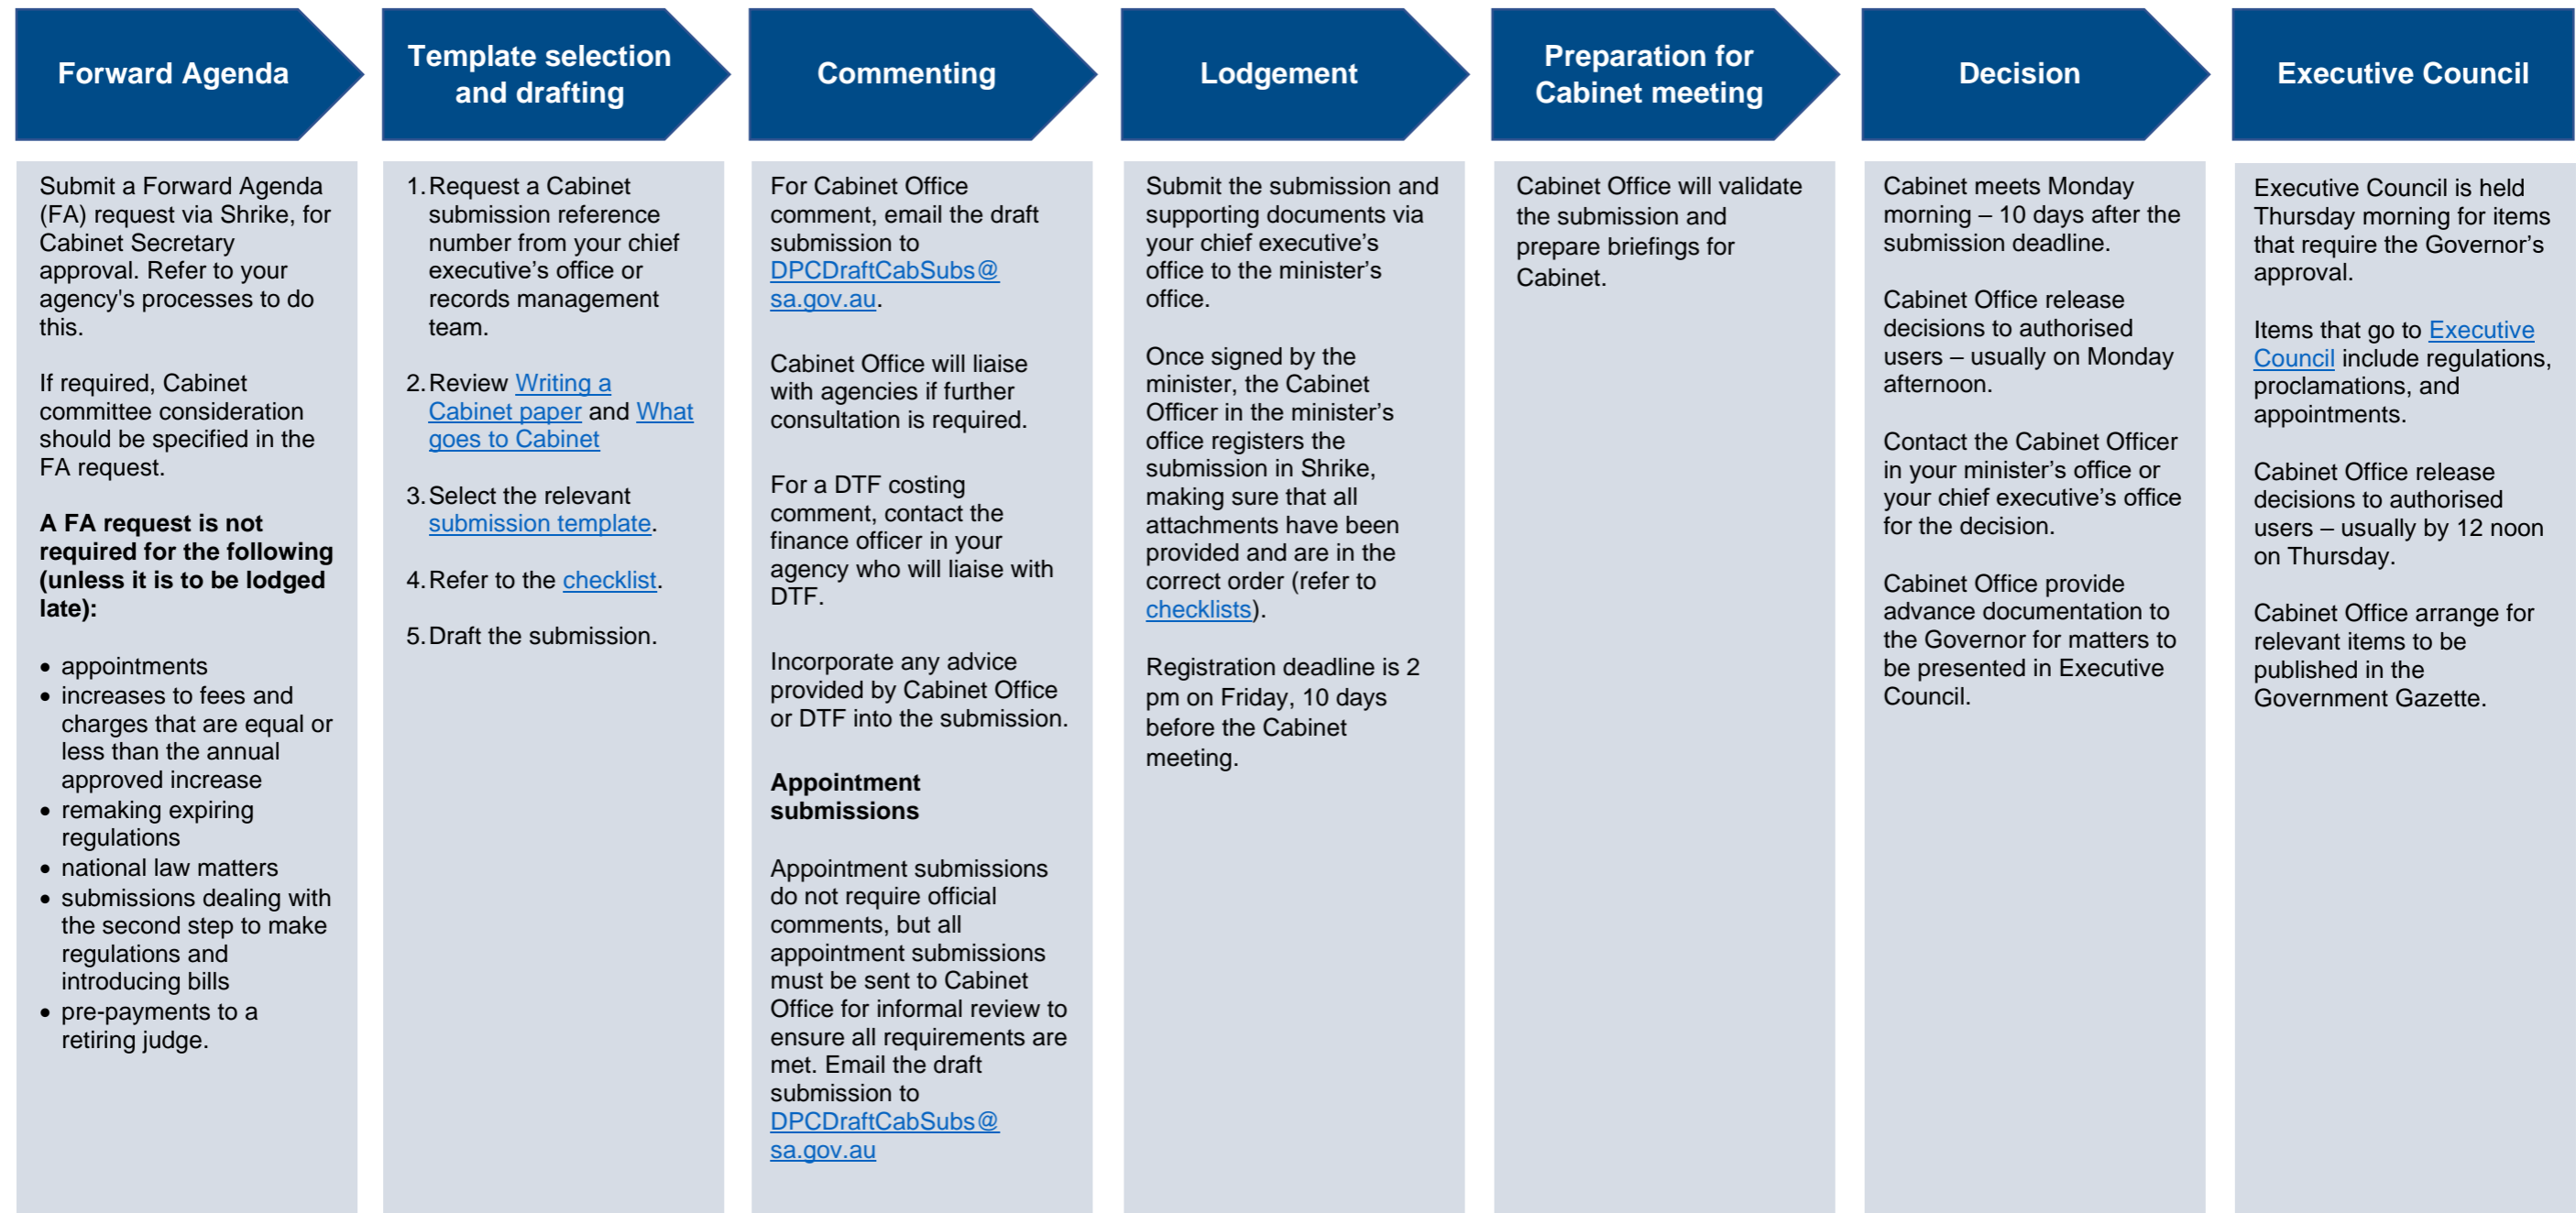 Forward Agenda
Submit a Forward Agenda
(FA) request via Shrike, for
Cabinet Secretary
approval. Refer to your
agency's processes to do
this.
If required, Cabinet
committee consideration
should be specified in the
FA request.
A FA request is not
required for the following
(unless it is to be lodged
late):
• appointments
• increases to fees and
charges that are equal or
less than the annual
approved increase
• remaking expiring
regulations
• national law matters
• submissions dealing with
the second step to make
regulations and
introducing bills
• pre-payments to a
retiring judge.
Template selection
and drafting
1. Request a Cabinet
submission reference
number from your chief
executive’s office or
records management
team.
2. Review Writing a
Cabinet paper and What
goes to Cabinet
3. Select the relevant
submission template.
4. Refer to the checklist.
5. Draft the submission.
Commenting
For Cabinet Office
comment, email the draft
submission to
DPCDraftCabSubs@
sa.gov.au.
Cabinet Office will liaise
with agencies if further
consultation is required.
For a DTF costing
comment, contact the
finance officer in your
agency who will liaise with
DTF.
Incorporate any advice
provided by Cabinet Office
or DTF into the submission.
Appointment
submissions
Appointment submissions
do not require official
comments, but all
appointment submissions
must be sent to Cabinet
Office for informal review to
ensure all requirements are
met. Email the draft
submission to
DPCDraftCabSubs@
sa.gov.au
Lodgement
Submit the submission and
supporting documents via
your chief executive’s
office to the minister’s
office.
Once signed by the
minister, the Cabinet
Officer in the minister’s
office registers the
submission in Shrike,
making sure that all
attachments have been
provided and are in the
correct order (refer to
checklists).
Registration deadline is 2
pm on Friday, 10 days
before the Cabinet
meeting.
Preparation for
Cabinet meeting
Cabinet Office will validate
the submission and
prepare briefings for
Cabinet.
Decision
Cabinet meets Monday
morning – 10 days after the
submission deadline.
Cabinet Office release
decisions to authorised
users – usually on Monday
afternoon.
Contact the Cabinet Officer
in your minister’s office or
your chief executive’s office
for the decision.
Cabinet Office provide
advance documentation to
the Governor for matters to
be presented in Executive
Council.
Executive Council
Executive Council is held
Thursday morning for items
that require the Governor’s
approval.
Items that go to Executive
Council include regulations,
proclamations, and
appointments.
Cabinet Office release
decisions to authorised
users – usually by 12 noon
on Thursday.
Cabinet Office arrange for
relevant items to be
published in the
Government Gazette.